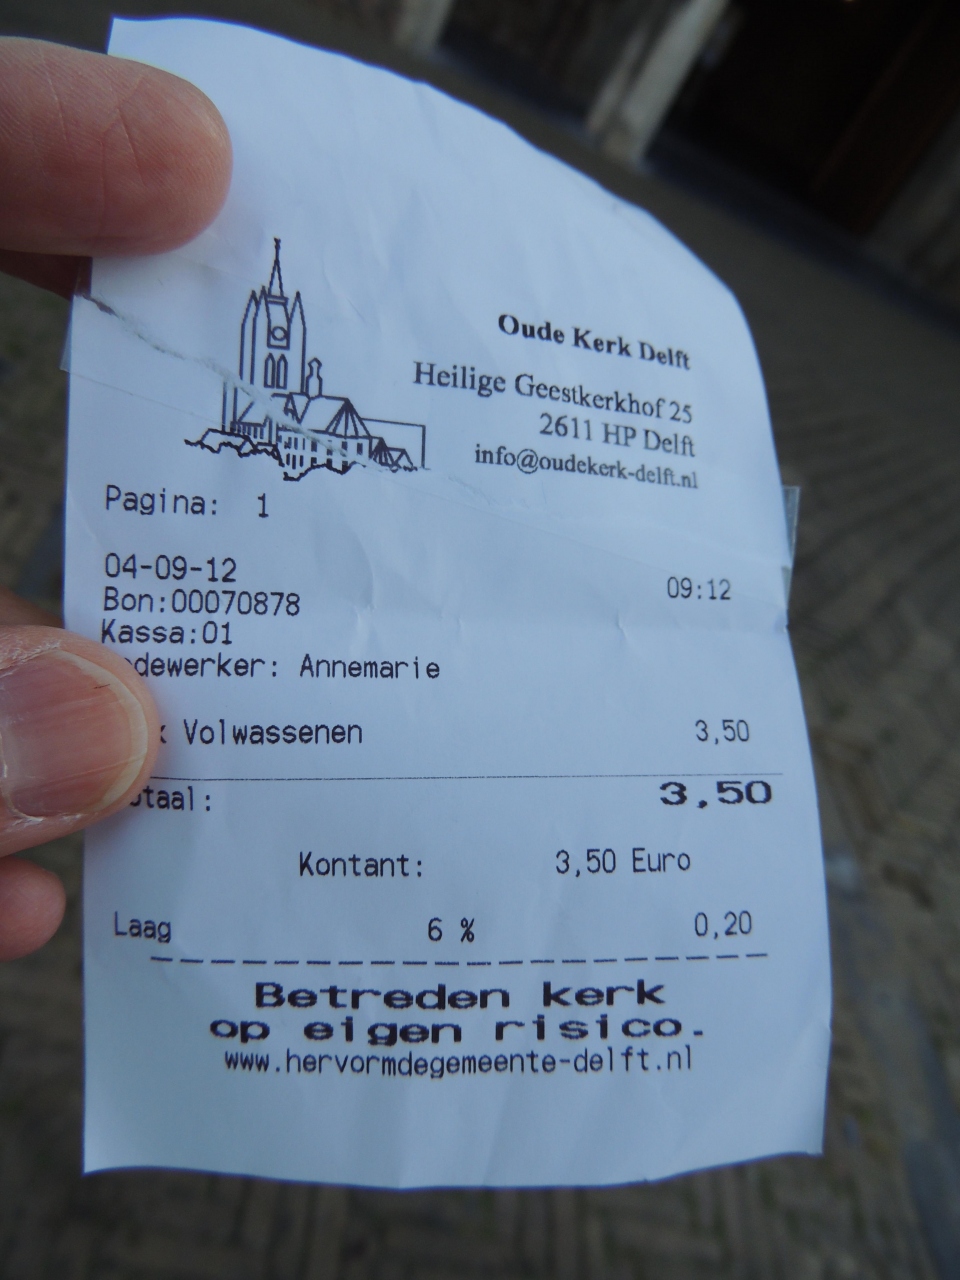 Oude Kerk Delft
Heilige Geestkerkhof 25
2611 HP Delft
info@oudekerk-delft.nl
Pagina: 1
04-09-12 09:12
Bon:00070878
Kassa:01
dewerker: Annemarie
x Volwassenen 3,50
taal: 3,50
Kontant: 3,50 Euro
Laag 6 % 0,20
Betreden kerk
op eigen risico.
www.hervormdegemeente-delft.nl